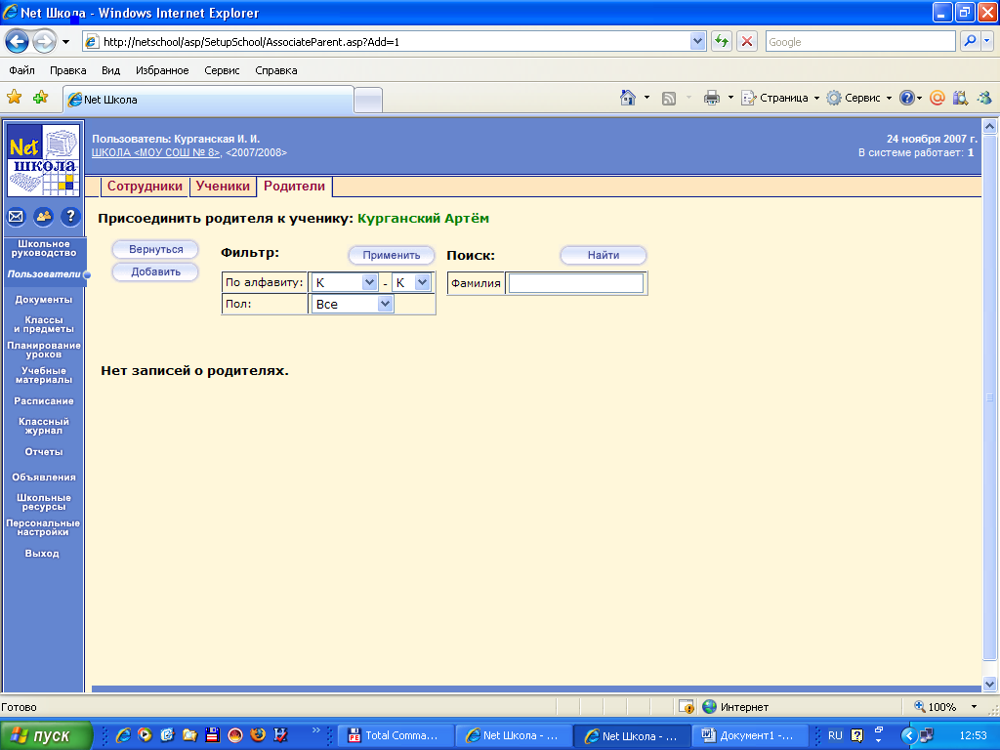 Net Школа - Windows Internet Explorer
http://netschool/asp/SetupSchool/AssociateParent.asp?Add=1
Google
Файл Правка Вид Избранное Сервис Справка
Net Школа
Страница Сервис
Net
школа
Пользователь: Курганская И. И.
ШКОЛА <МОУ СОШ № 8>, <2007/2008>
24 ноября 2007 г.
В системе работает: 1
Сотрудники Ученики Родители
Присоединить родителя к ученику: Курганский Артём
Вернуться
Добавить
Фильтр:
Применить
По алфавиту: К - К
Пол: Все
Поиск:
Найти
Фамилия
Нет записей о родителях.
Школьное
руководство
Пользователи
Документы
Классы
и предметы
Планирование
уроков
Учебные
материалы
Расписание
Классный
журнал
Отчеты
Объявления
Школьные
ресурсы
Персональные
настройки
Выход
Готово
Интернет
100%
пуск
Total Comma...
Net Школа - ...
Net Школа - ...
Документ1 -...
RU
12:53